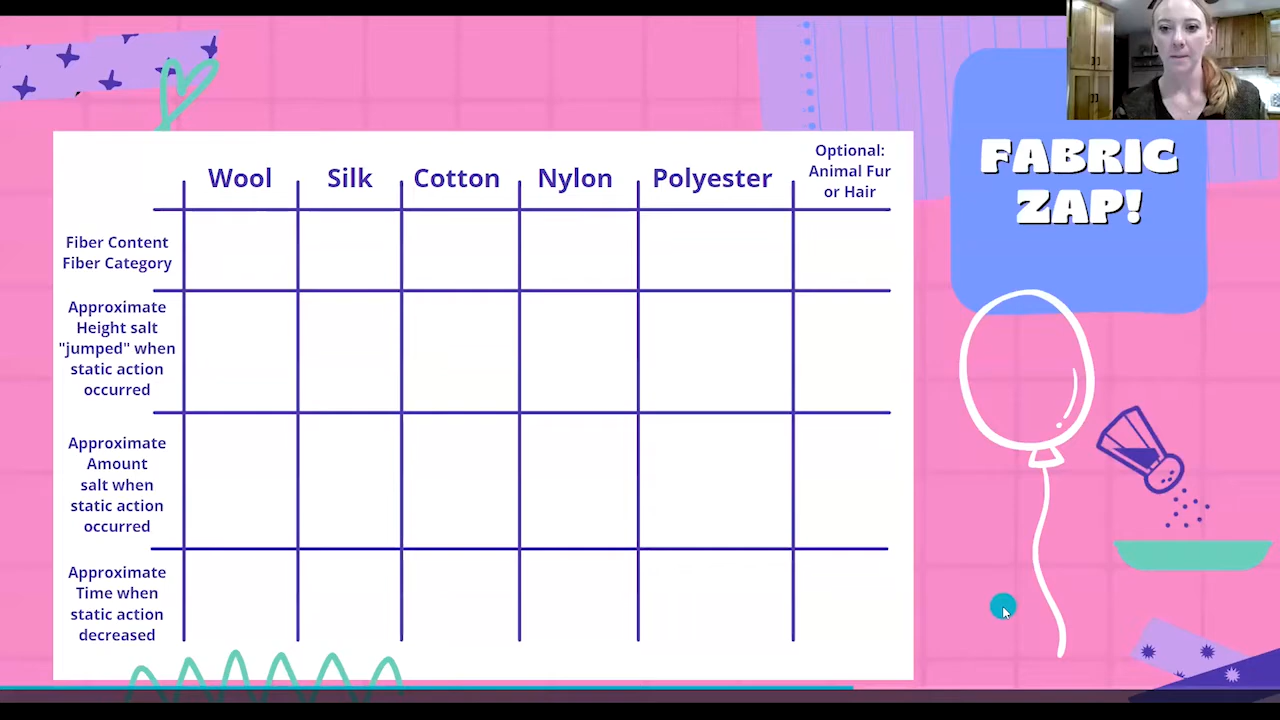 FABRIC
ZAP!
Wool Silk Cotton Nylon Polyester
Optional:
Animal Fur
or Hair
Fiber Content
Fiber Category
Approximate
Height salt
"jumped" when
static action
occurred
Approximate
Amount
salt when
static action
occurred
Approximate
Time when
static action
decreased